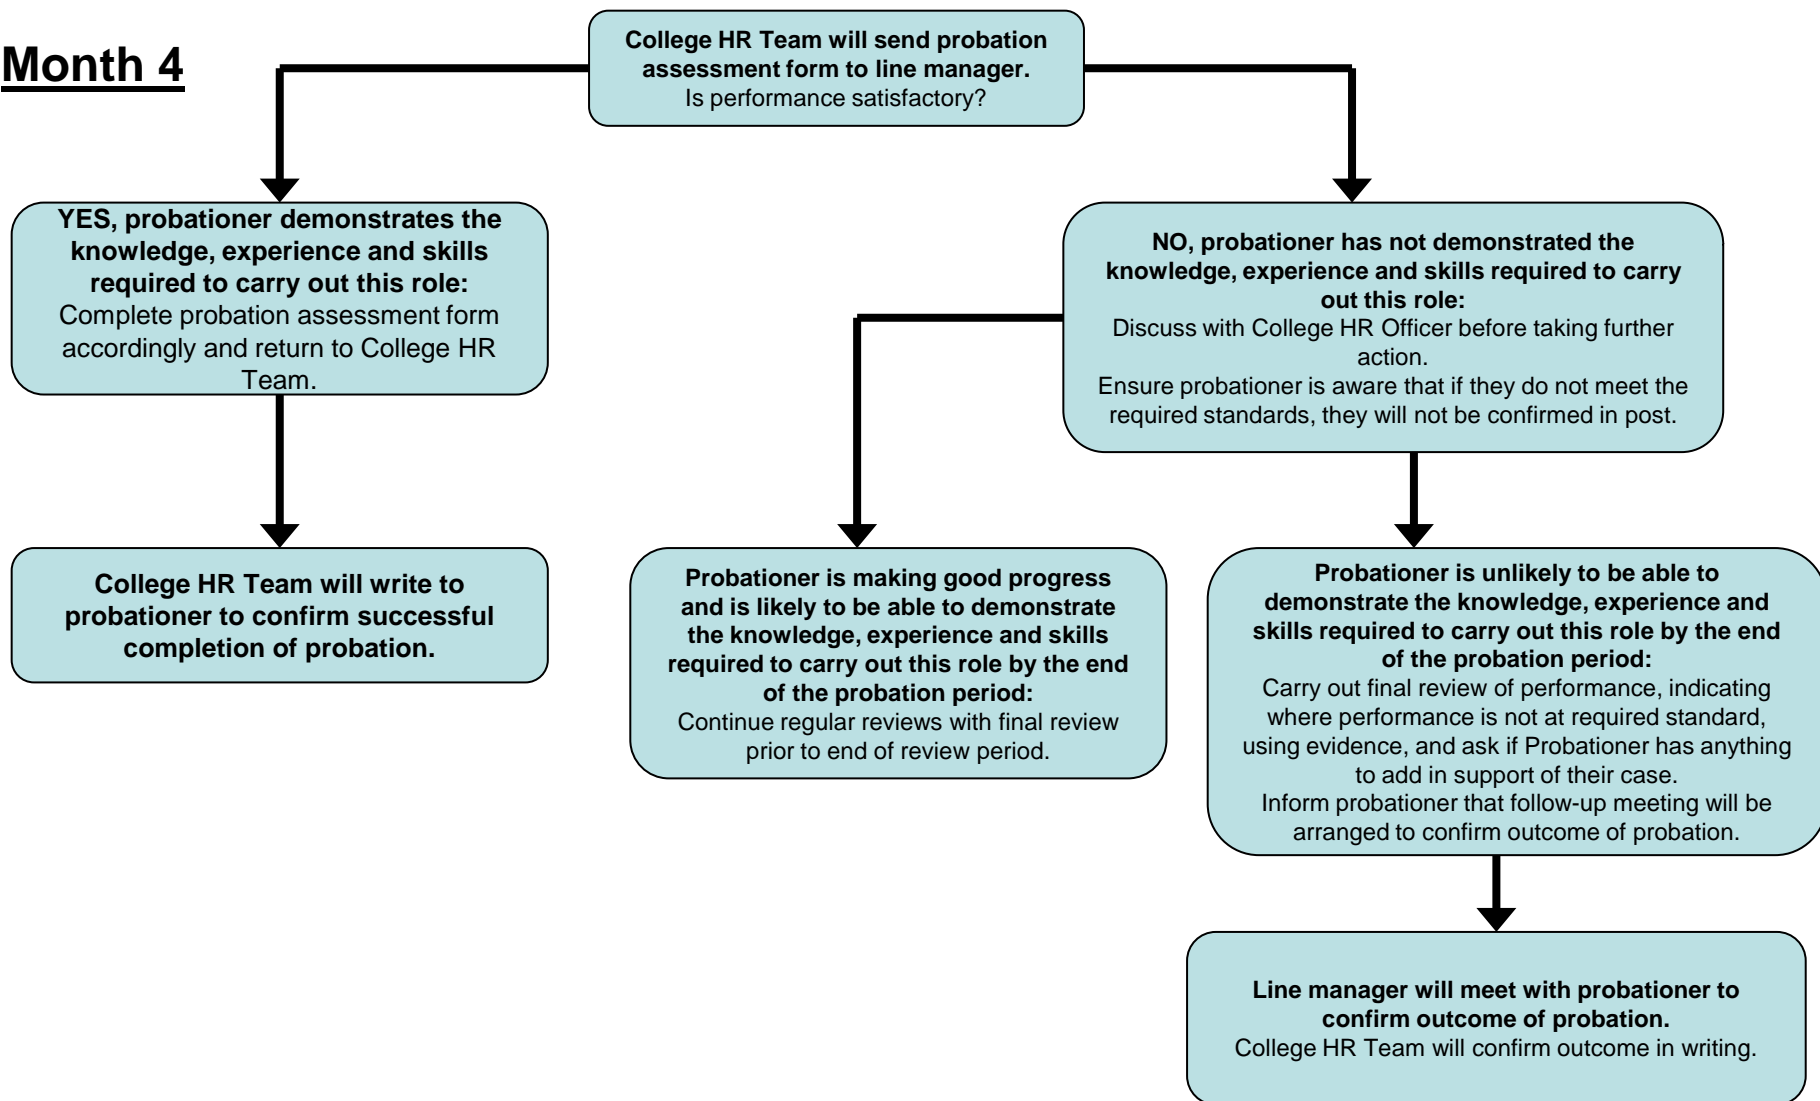 Month 4
College HR Team will send probation
assessment form to line manager.
Is performance satisfactory?
YES, probationer demonstrates the
knowledge, experience and skills
required to carry out this role:
Complete probation assessment form
accordingly and return to College HR
Team.
NO, probationer has not demonstrated the
knowledge, experience and skills required to carry
out this role:
Discuss with College HR Officer before taking further
action.
Ensure probationer is aware that if they do not meet the
required standards, they will not be confirmed in post.
College HR Team will write to
probationer to confirm successful
completion of probation.
Probationer is making good progress
and is likely to be able to demonstrate
the knowledge, experience and skills
required to carry out this role by the end
of the probation period:
Continue regular reviews with final review
prior to end of review period.
Probationer is unlikely to be able to
demonstrate the knowledge, experience and
skills required to carry out this role by the end
of the probation period:
Carry out final review of performance, indicating
where performance is not at required standard,
using evidence, and ask if Probationer has anything
to add in support of their case.
Inform probationer that follow-up meeting will be
arranged to confirm outcome of probation.
Line manager will meet with probationer to
confirm outcome of probation.
College HR Team will confirm outcome in writing.